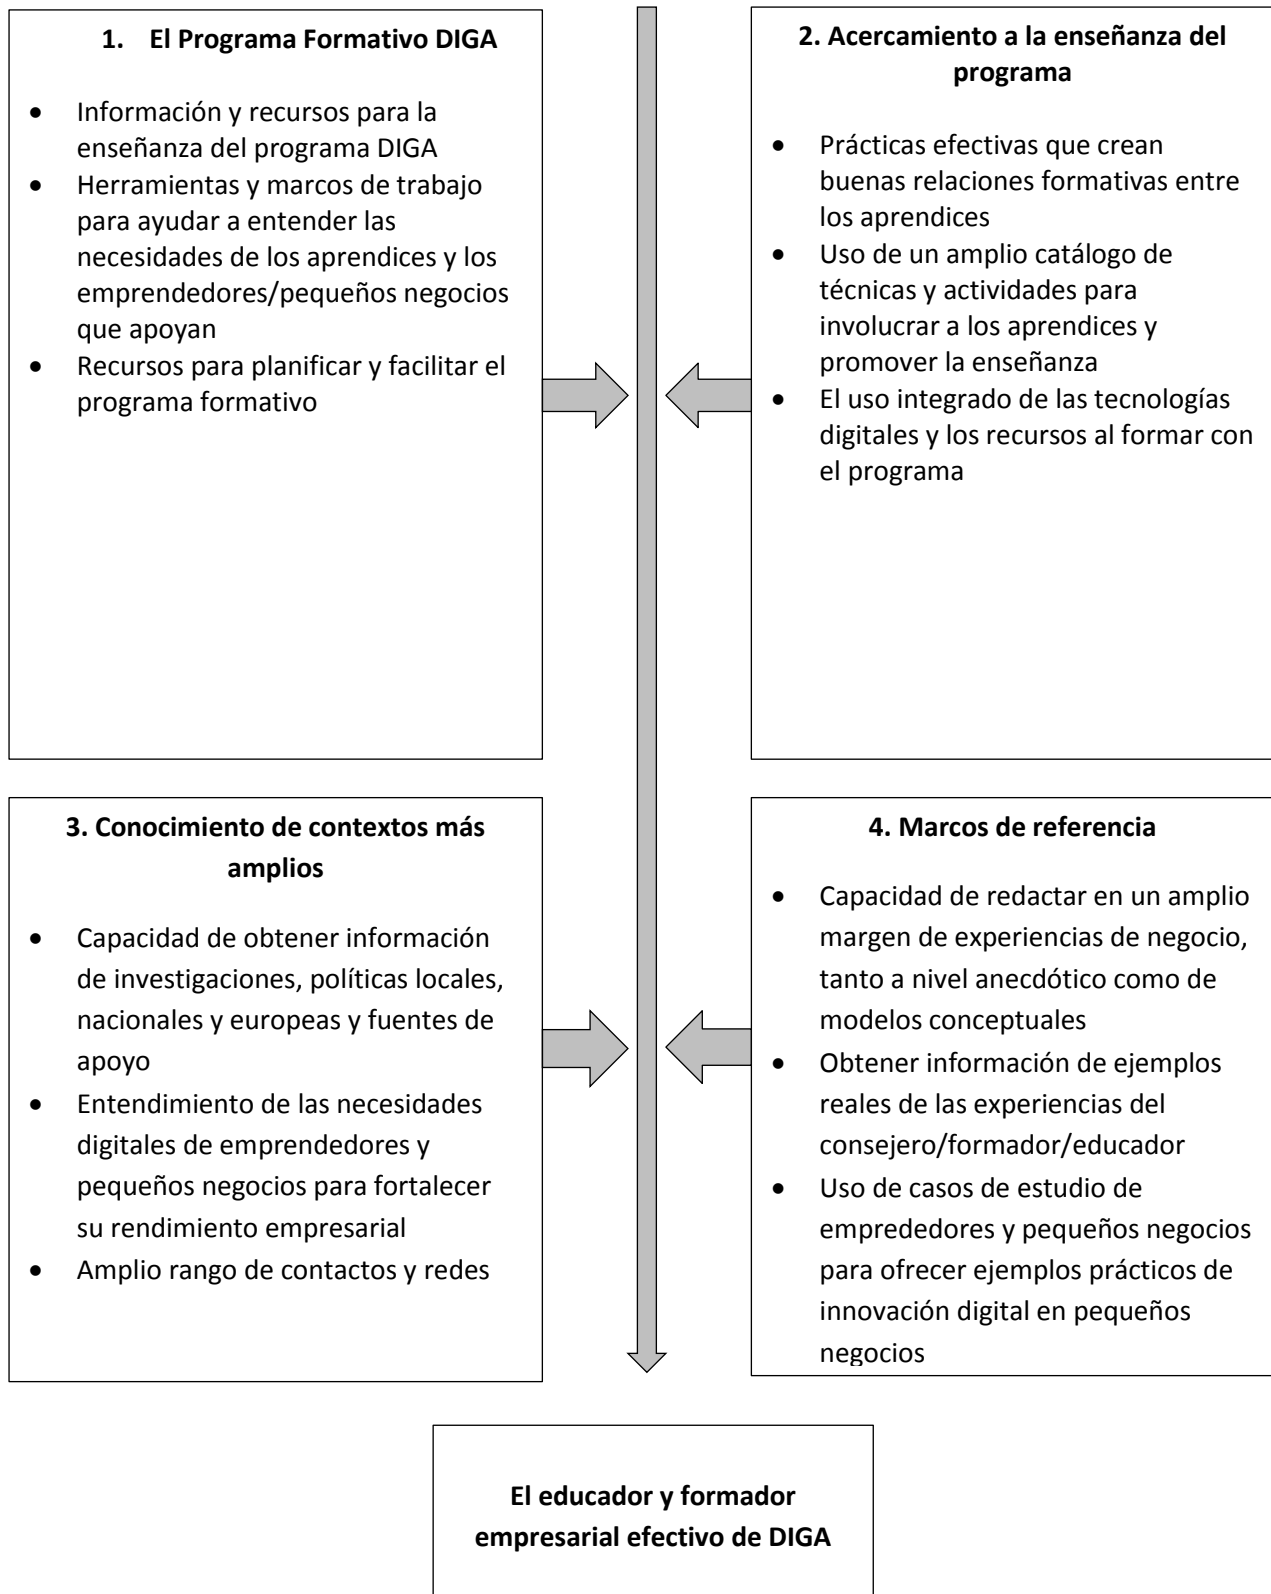 1. El Programa Formativo DIGA
• Información y recursos para la
enseñanza del programa DIGA
• Herramientas y marcos de trabajo
para ayudar a entender las
necesidades de los aprendices y los
emprendedores/pequeños negocios
que apoyan
• Recursos para planificar y facilitar el
programa formativo
2. Acercamiento a la enseñanza del
programa
• Prácticas efectivas que crean
buenas relaciones formativas entre
los aprendices
• Uso de un amplio catálogo de
técnicas y actividades para
involucrar a los aprendices y
promover la enseñanza
• El uso integrado de las tecnologías
digitales y los recursos al formar con
el programa
3. Conocimiento de contextos más
amplios
• Capacidad de obtener información
de investigaciones, políticas locales,
nacionales y europeas y fuentes de
apoyo
• Entendimiento de las necesidades
digitales de emprendedores y
pequeños negocios para fortalecer
su rendimiento empresarial
• Amplio rango de contactos y redes
4. Marcos de referencia
• Capacidad de redactar en un amplio
margen de experiencias de negocio,
tanto a nivel anecdótico como de
modelos conceptuales
• Obtener información de ejemplos
reales de las experiencias del
consejero/formador/educador
• Uso de casos de estudio de
emprededores y pequeños negocios
para ofrecer ejemplos prácticos de
innovación digital en pequeños
negocios
El educador y formador
empresarial efectivo de DIGA